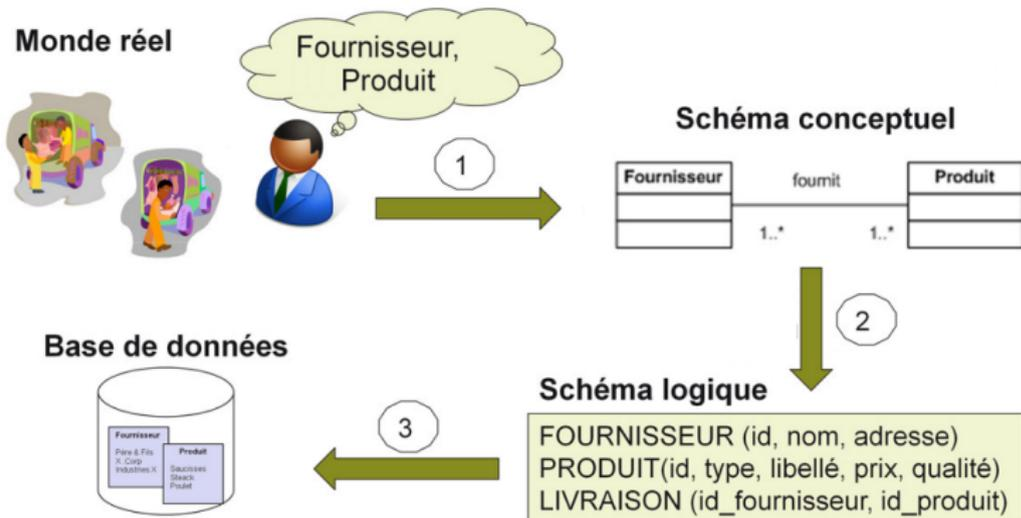 Monde réel
Fournisseur,
Produit
1
Schéma conceptuel
Fournisseur
fournit
Produit
1..*
1..*
2
Schéma logique
FOURNISSEUR (id, nom, adresse)
PRODUIT(id, type, libellé, prix, qualité)
LIVRAISON (id_fournisseur, id_produit)
3
Base de données
Fournisseur
Père & Fils
X .Corp
Industries X
Produit
Saucisses
Steack
Poulet